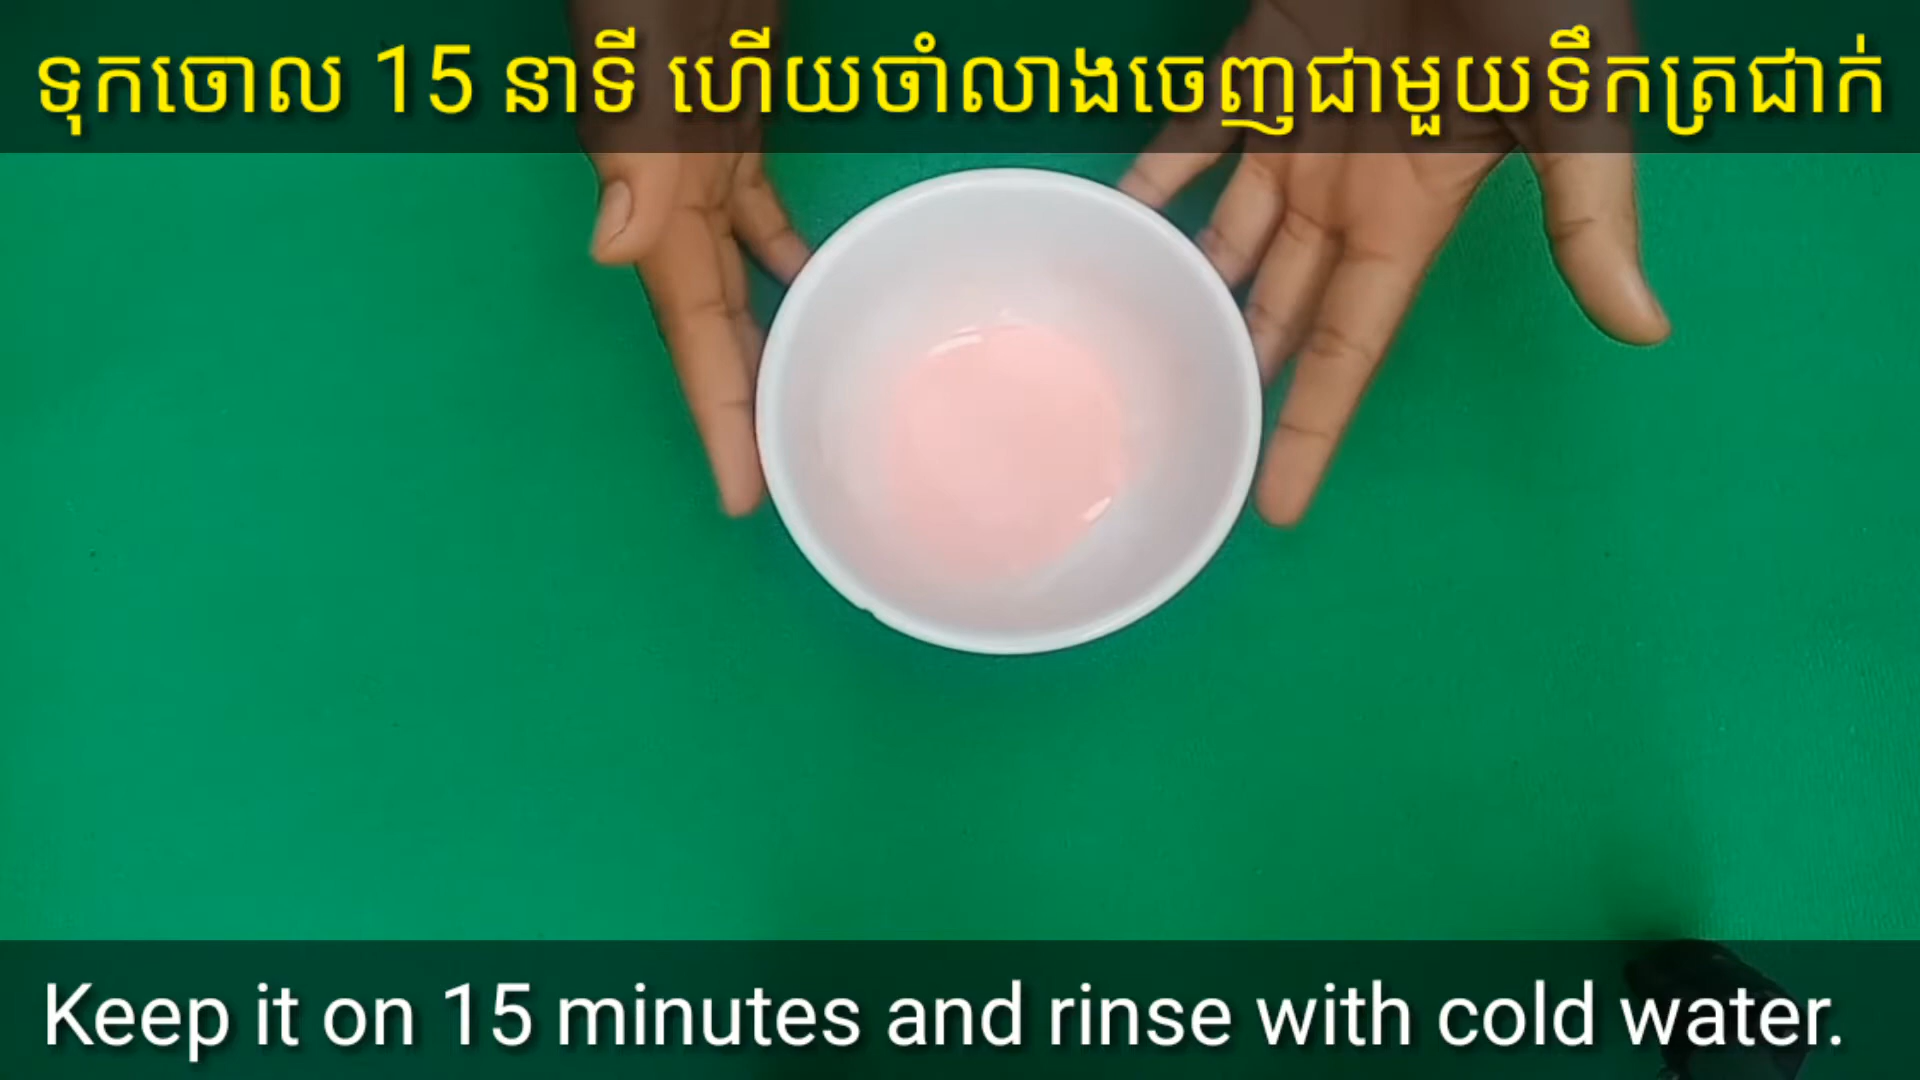 ទុកចោល 15 នាទី ហើយចាំលាងចេញជាមួយទឹកត្រជាក់
Keep it on 15 minutes and rinse with cold water.